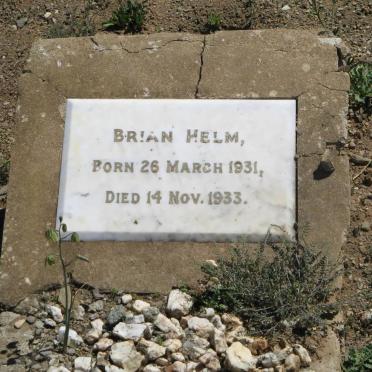 BRIAN HELM,
BORN 26 MARCH 1931,
DIED 14 NOV. 1933.